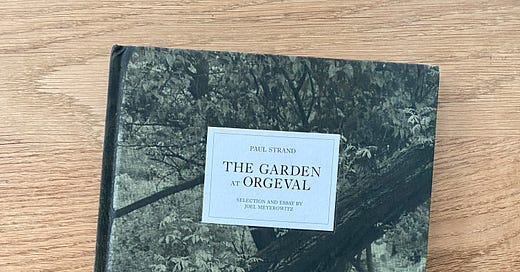 PAUL STRAND
THE GARDEN
AT ORGEVAL
SELECTION AND ESSAY BY
JOEL MEYEROWITZ